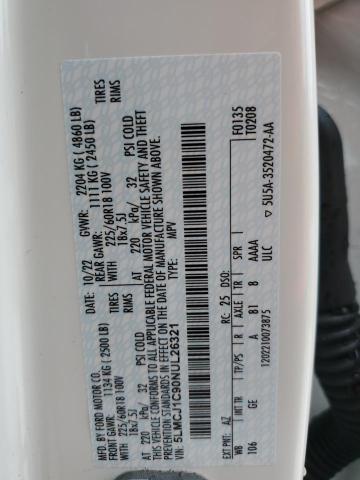 MFD. BY FORD MOTOR CO.
DATE: 10/22 GVWR: 2204 KG ( 4860 LB)
FRONT GAWR: 1134 KG ( 2500 LB) REAR GAWR: 1111 KG ( 2450 LB)
225/60R18 100V TIRES WITH 225/60R18 100V TIRES
18x7.5J RIMS 18x7.5J RIMS
AT 220 kPa/ 32 PSI COLD AT 220 kPa/ 32 PSI COLD
THIS VEHICLE CONFORMS TO ALL APPLICABLE FEDERAL MOTOR VEHICLE SAFETY AND THEFT
PREVENTION STANDARDS IN EFFECT ON THE DATE OF MANUFACTURE SHOWN ABOVE.
VIN: 5LMCJ1C90NUL26321 TYPE: MPV
F0135
EXT PNT: AZ RC: 25 DSO: T0208
WB INT TR TP/PS R AXLE TR SPR
106 GE A B1 8 AAAA
1202210073875 ULC ▽ 5U5A-3520472-AA